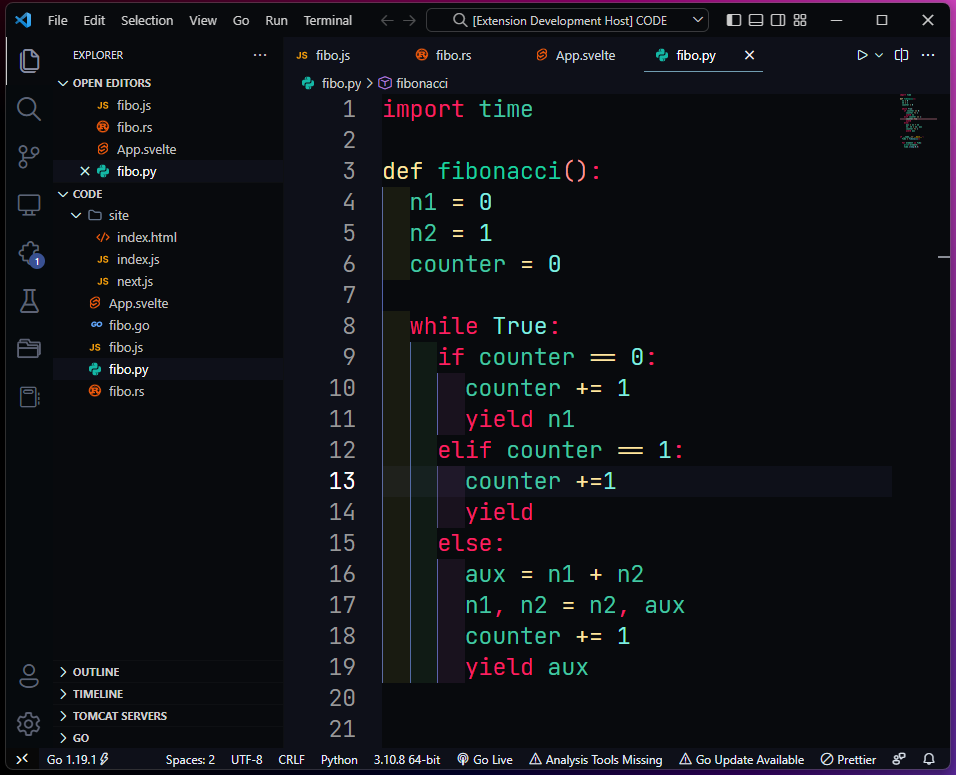 File Edit Selection View Go Run Terminal [Extension Development Host] CODE
EXPLORER
OPEN EDITORS
JS fibo.js
fibo.rs
App.svelte
fibo.py
CODE
site
index.html
JS index.js
JS next.js
App.svelte
GO fibo.go
JS fibo.js
fibo.py
fibo.rs
1
OUTLINE
TIMELINE
TOMCAT SERVERS
GO
JS fibo.js fibo.rs App.svelte fibo.py
fibo.py > fibonacci
1 import time
2
3 def fibonacci():
4 n1 = 0
5 n2 = 1
6 counter = 0
7
8 while True:
9 if counter == 0:
10 counter += 1
11 yield n1
12 elif counter == 1:
13 counter +=1
14 yield
15 else:
16 aux = n1 + n2
17 n1, n2 = n2, aux
18 counter += 1
19 yield aux
20
21
Go 1.19.1 Spaces: 2 UTF-8 CRLF Python 3.10.8 64-bit Go Live Analysis Tools Missing Go Update Available Prettier